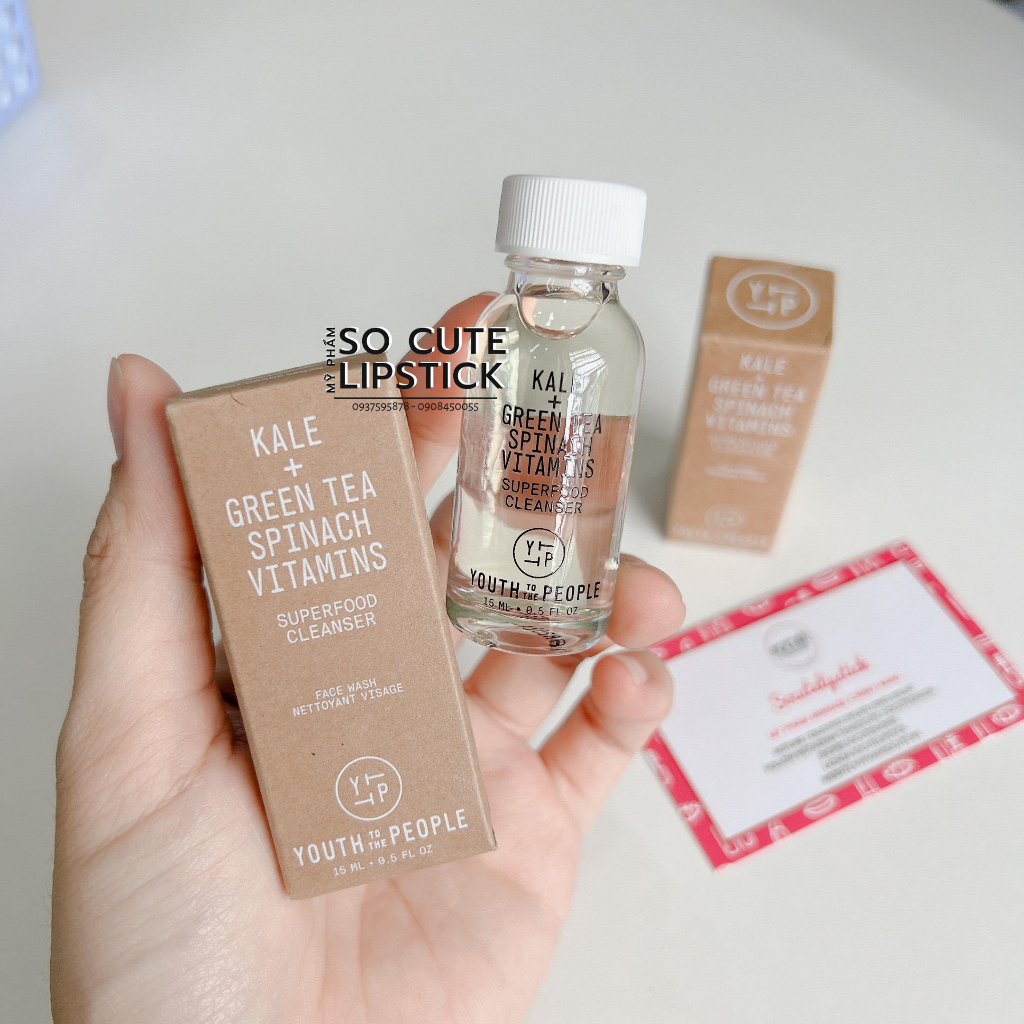 MỸ PHẨM
SO CUTE
LIPSTICK
0937595878 - 0908450055
KALE
+
GREEN TEA
SPINACH
VITAMINS
SUPERFOOD
CLEANSER
FACE WASH
NETTOYANT VISAGE
Y T T P
YOUTH TO THE PEOPLE
15 ML • 0.5 FL OZ
KALE
+
GREEN TEA
SPINACH
VITAMINS
SUPERFOOD
CLEANSER
Y T T P
YOUTH TO THE PEOPLE
15 ML • 0.5 FL OZ
Y T T P
KALE
+
GREEN TEA
SPINACH
VITAMINS